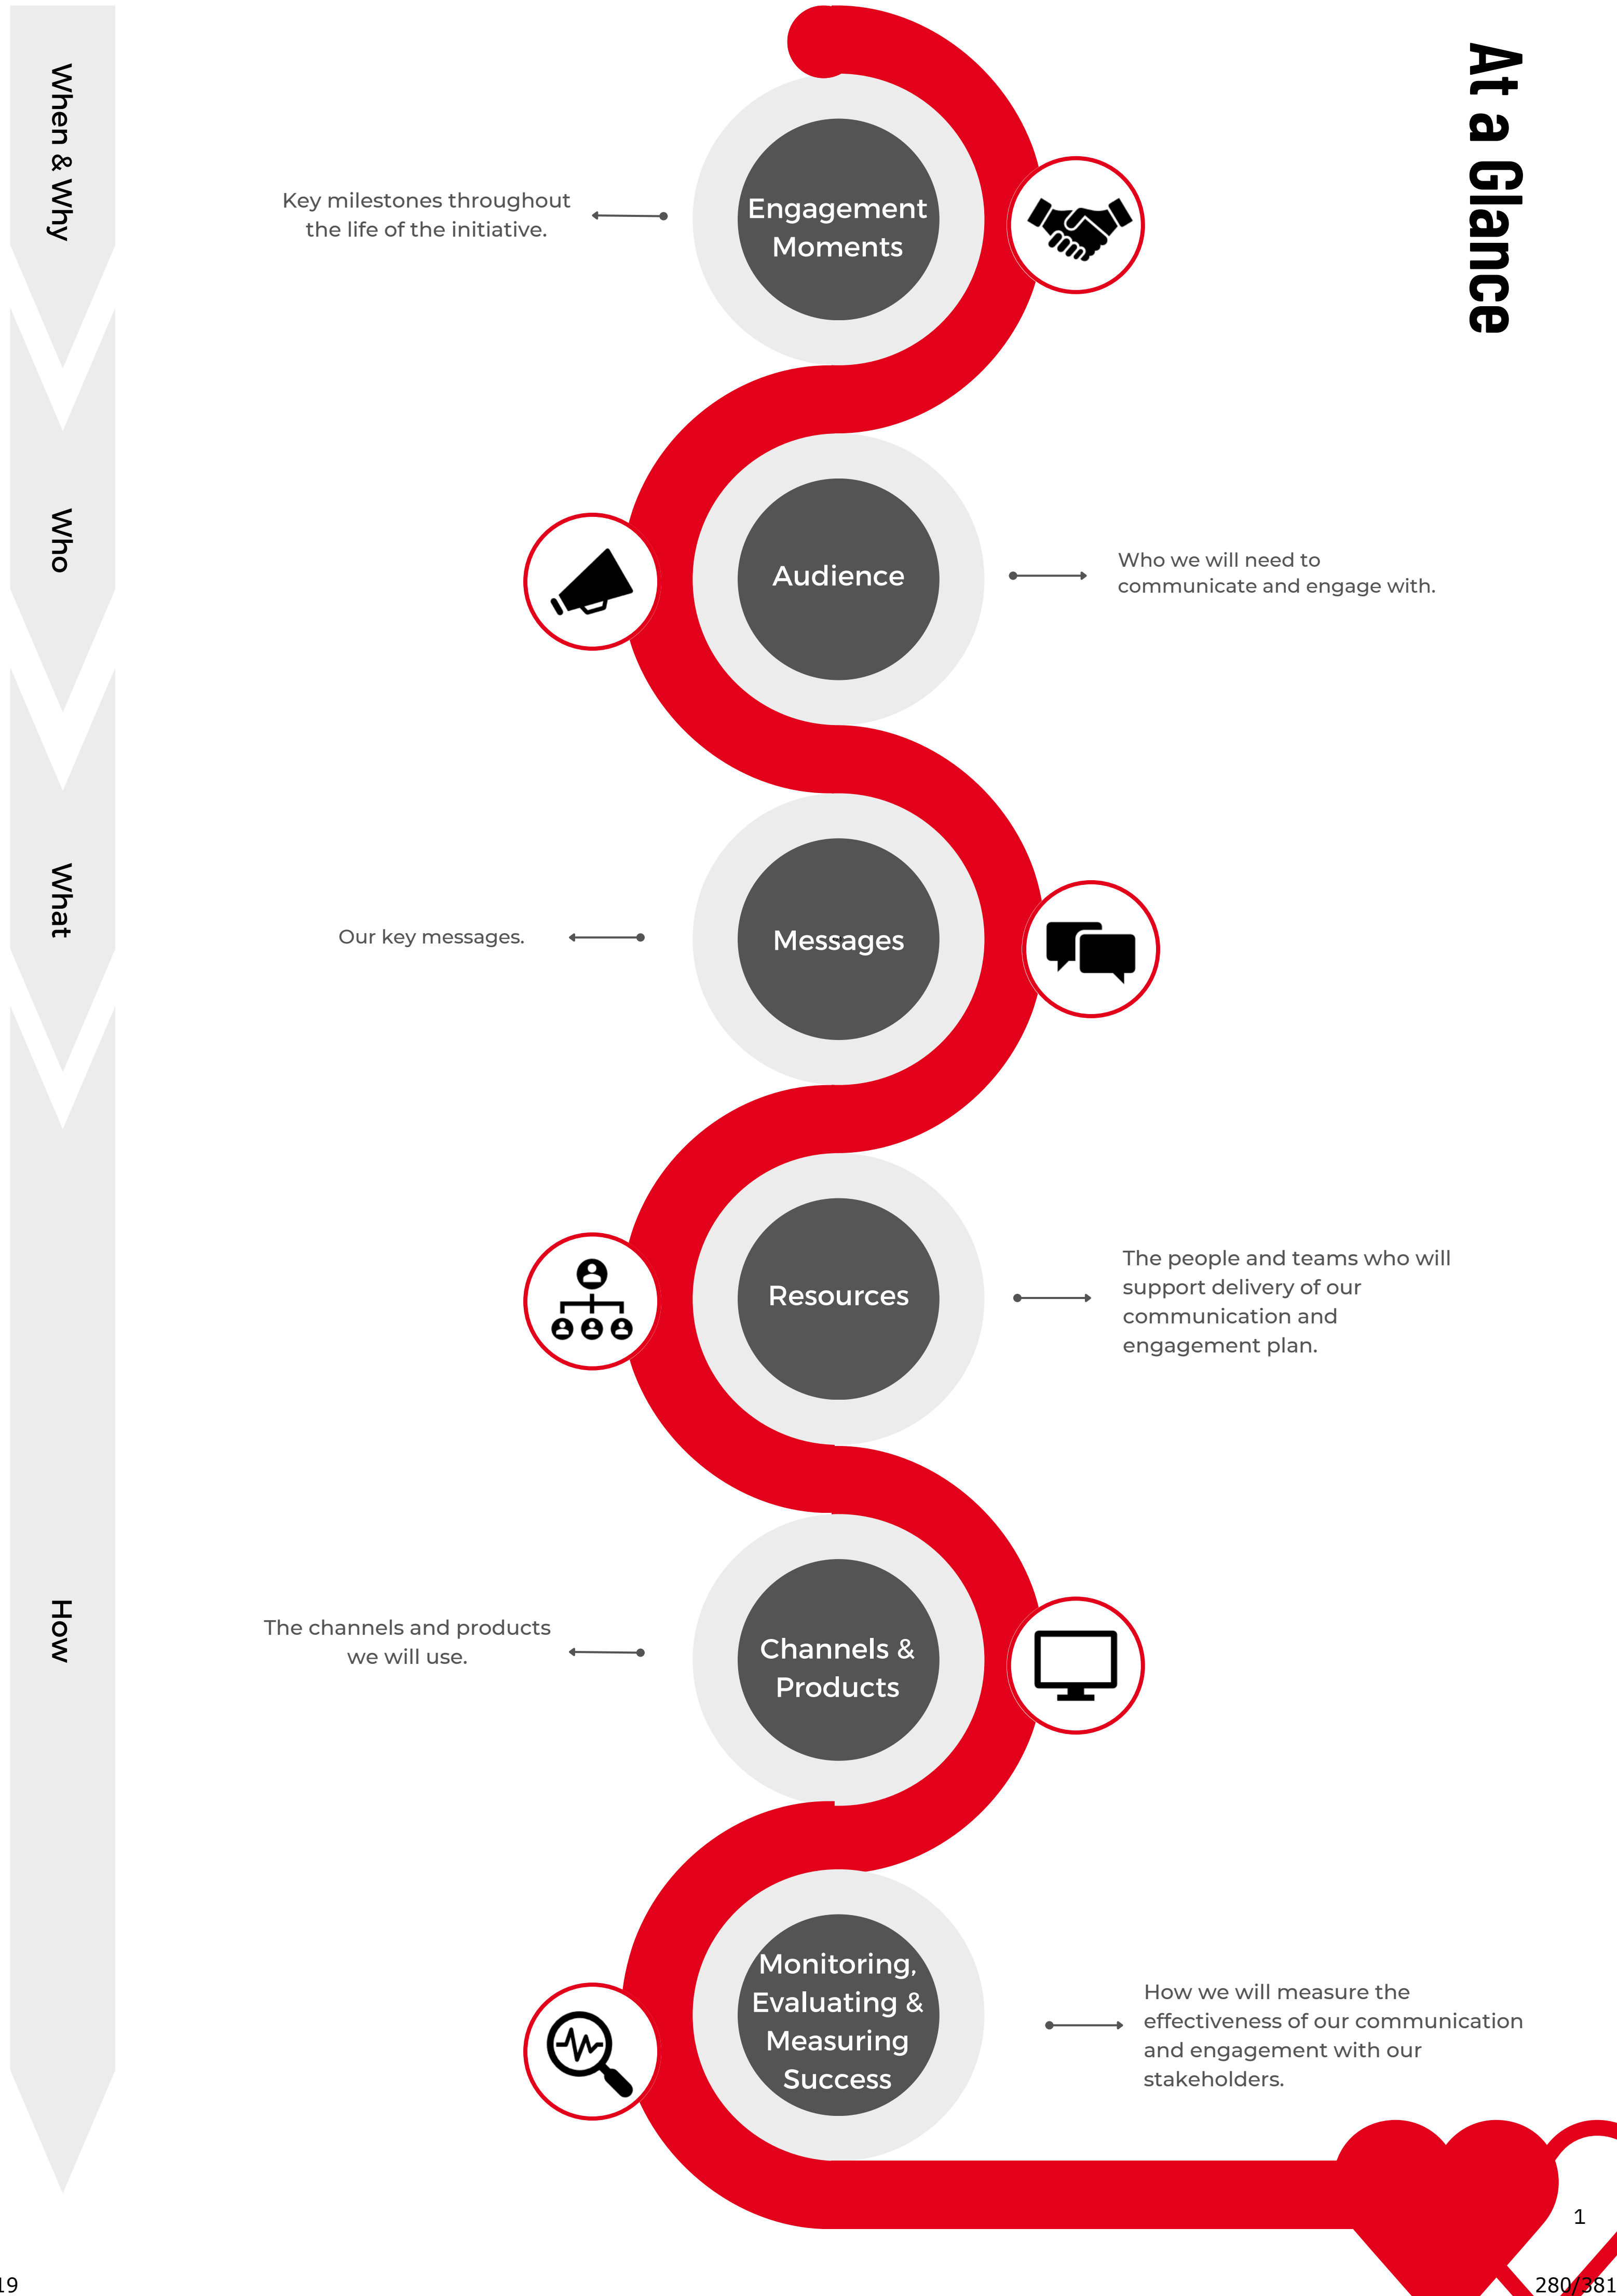 At a Glance
When & Why
Key milestones throughout
the life of the initiative.
Engagement
Moments
Who
Audience
Who we will need to
communicate and engage with.
What
Our key messages.
Messages
Resources
The people and teams who will
support delivery of our
communication and
engagement plan.
How
The channels and products
we will use.
Channels &
Products
Monitoring,
Evaluating &
Measuring
Success
How we will measure the
effectiveness of our communication
and engagement with our
stakeholders.
1
19
280/381